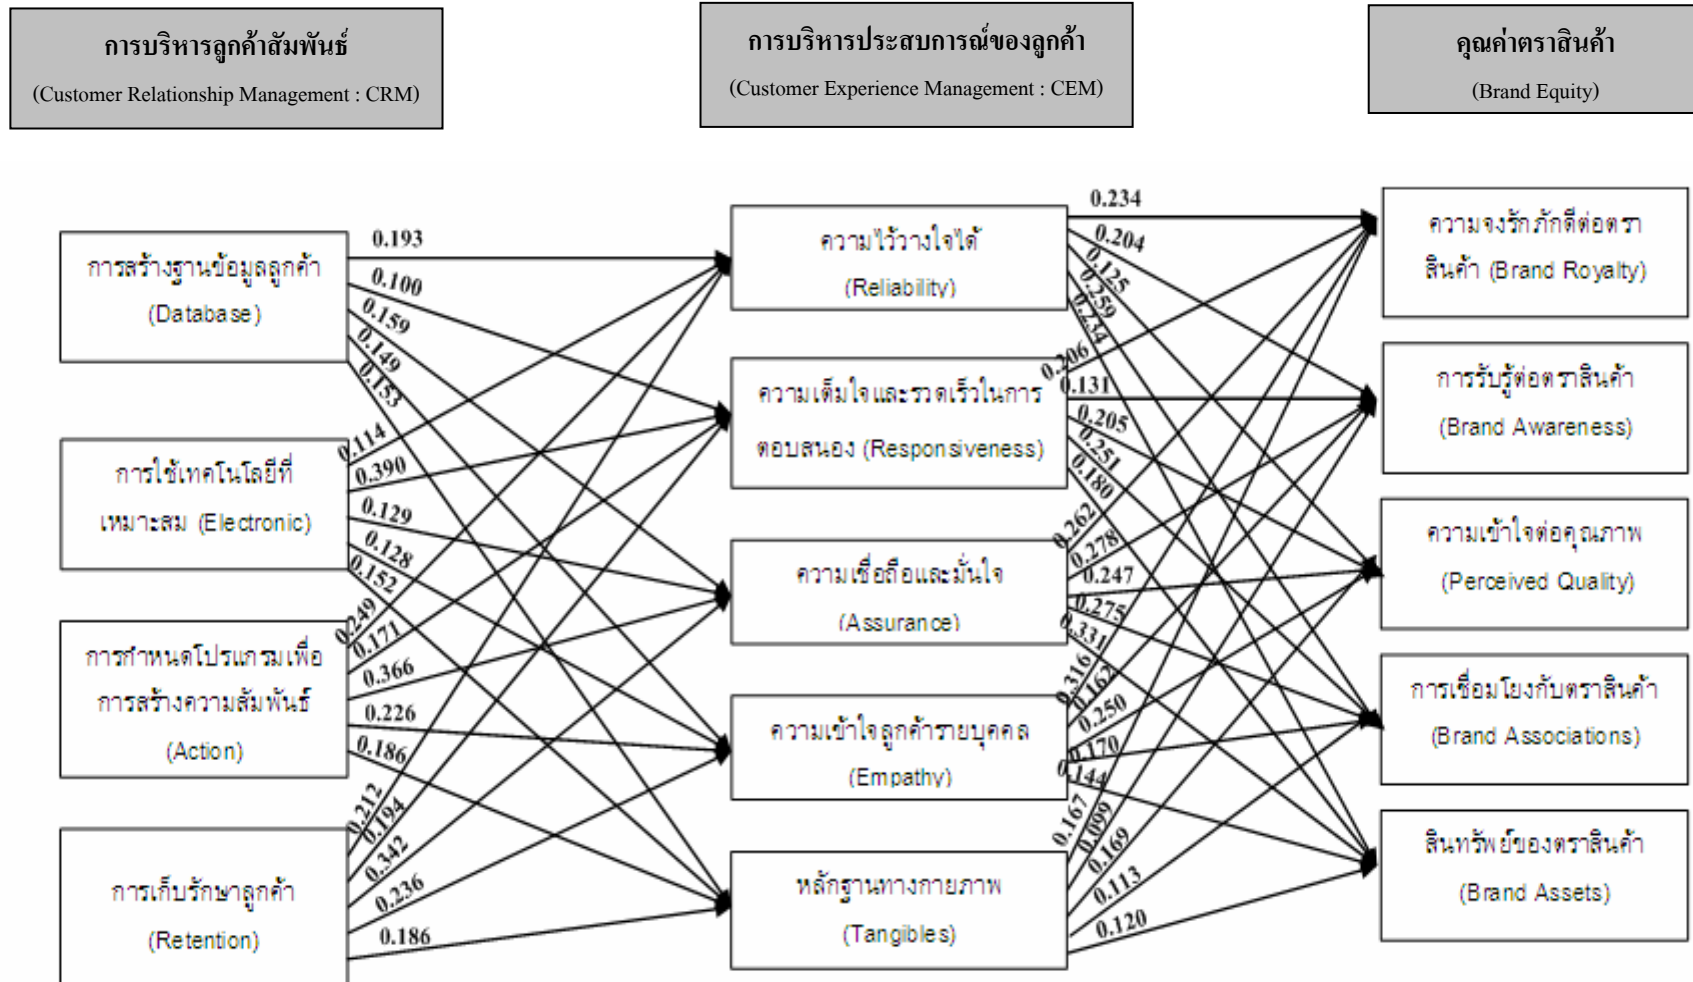 การบริหารลูกค้าสัมพันธ์
(Customer Relationship Management : CRM)
การบริหารประสบการณ์ของลูกค้า
(Customer Experience Management : CEM)
คุณค่าตราสินค้า
(Brand Equity)
การสร้างฐานข้อมูลลูกค้า
(Database)
การใช้เทคโนโลยีที่
เหมาะสม (Electronic)
การกำหนดโปรแกรมเพื่อ
การสร้างความสัมพันธ์
(Action)
การเก็บรักษาลูกค้า
(Retention)
0.193
0.100
0.159
0.149
0.153
0.114
0.390
0.129
0.128
0.152
0.249
0.171
0.366
0.226
0.186
0.212
0.194
0.342
0.236
0.186
ความไว้วางใจได้
(Reliability)
ความเต็มใจและรวดเร็วในการ
ตอบสนอง (Responsiveness)
ความเชื่อถือและมั่นใจ
(Assurance)
ความเข้าใจลูกค้ารายบุคคล
(Empathy)
หลักฐานทางกายภาพ
(Tangibles)
0.234
0.204
0.125
0.259
0.234
0.206
0.131
0.205
0.251
0.180
0.262
0.278
0.247
0.275
0.331
0.316
0.162
0.250
0.170
0.144
0.167
0.099
0.169
0.113
0.120
ความจงรักภักดีต่อตรา
สินค้า (Brand Royalty)
การรับรู้ต่อตราสินค้า
(Brand Awareness)
ความเข้าใจต่อคุณภาพ
(Perceived Quality)
การเชื่อมโยงกับตราสินค้า
(Brand Associations)
สินทรัพย์ของตราสินค้า
(Brand Assets)